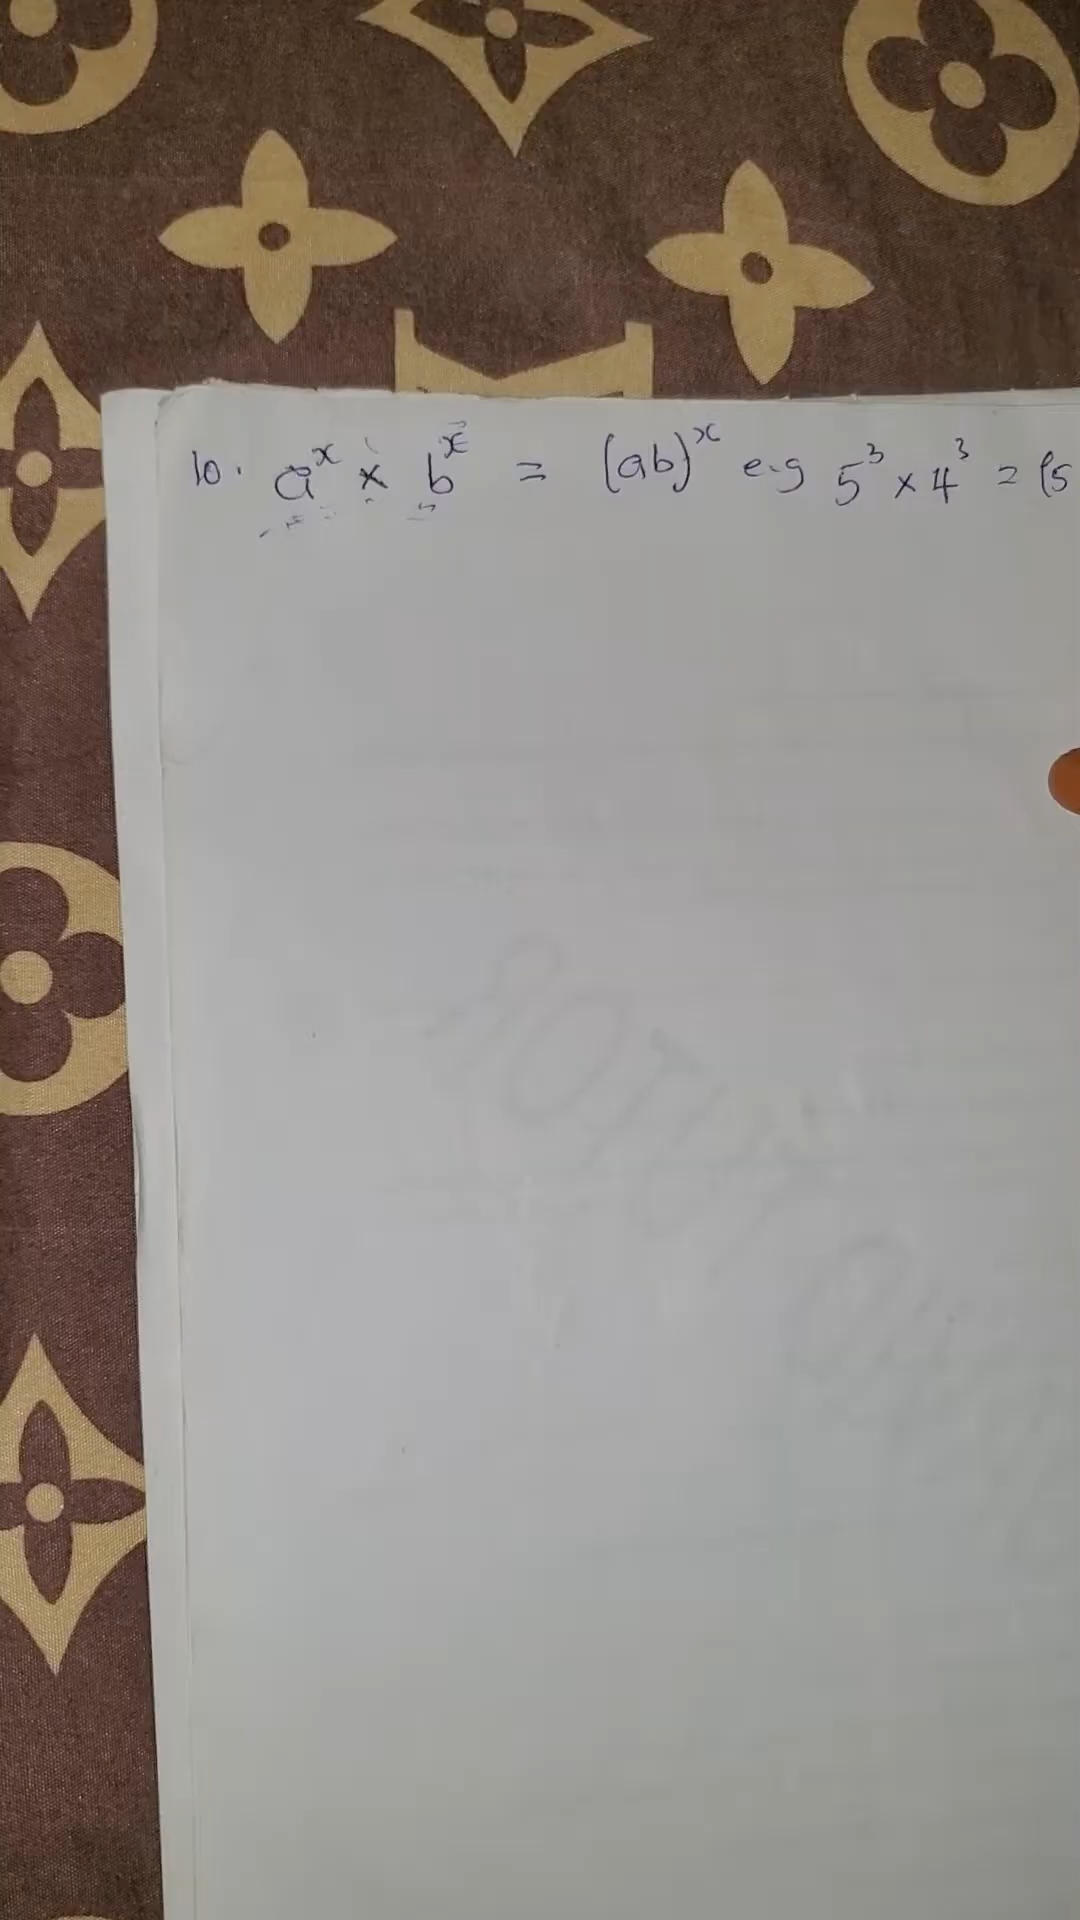 10. aˣ × bˣ = (ab)ˣ e.g 5³ × 4³ = (5